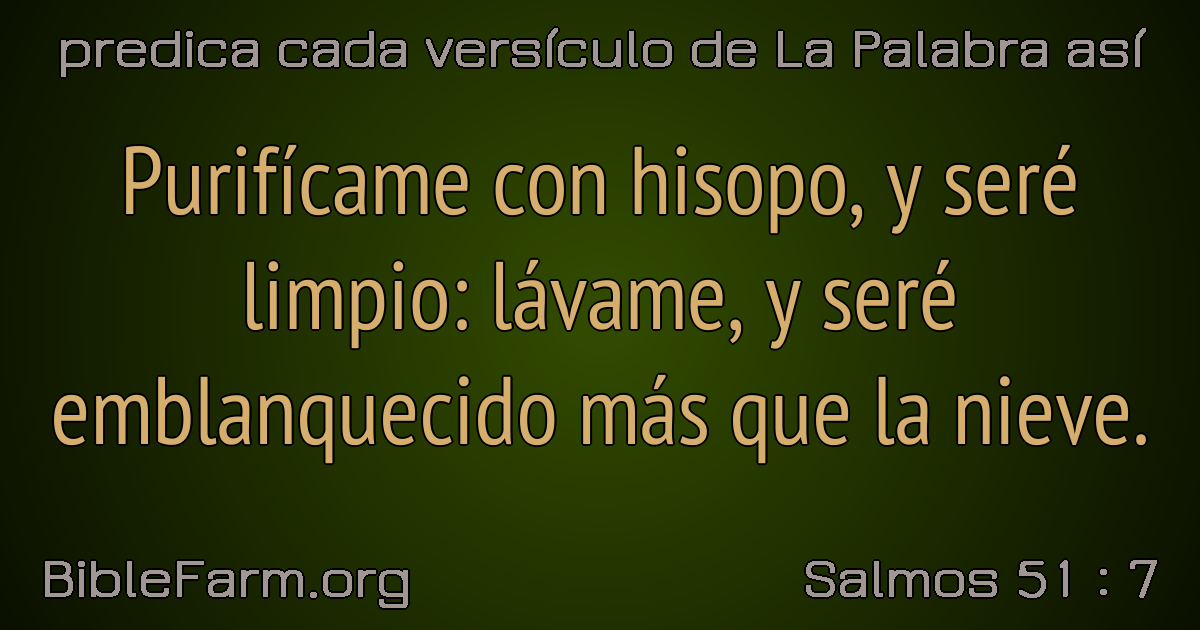 predica cada versículo de La Palabra así
Purifícame con hisopo, y seré
limpio: lávame, y seré
emblanquecido más que la nieve.
BibleFarm.org
Salmos 51 : 7